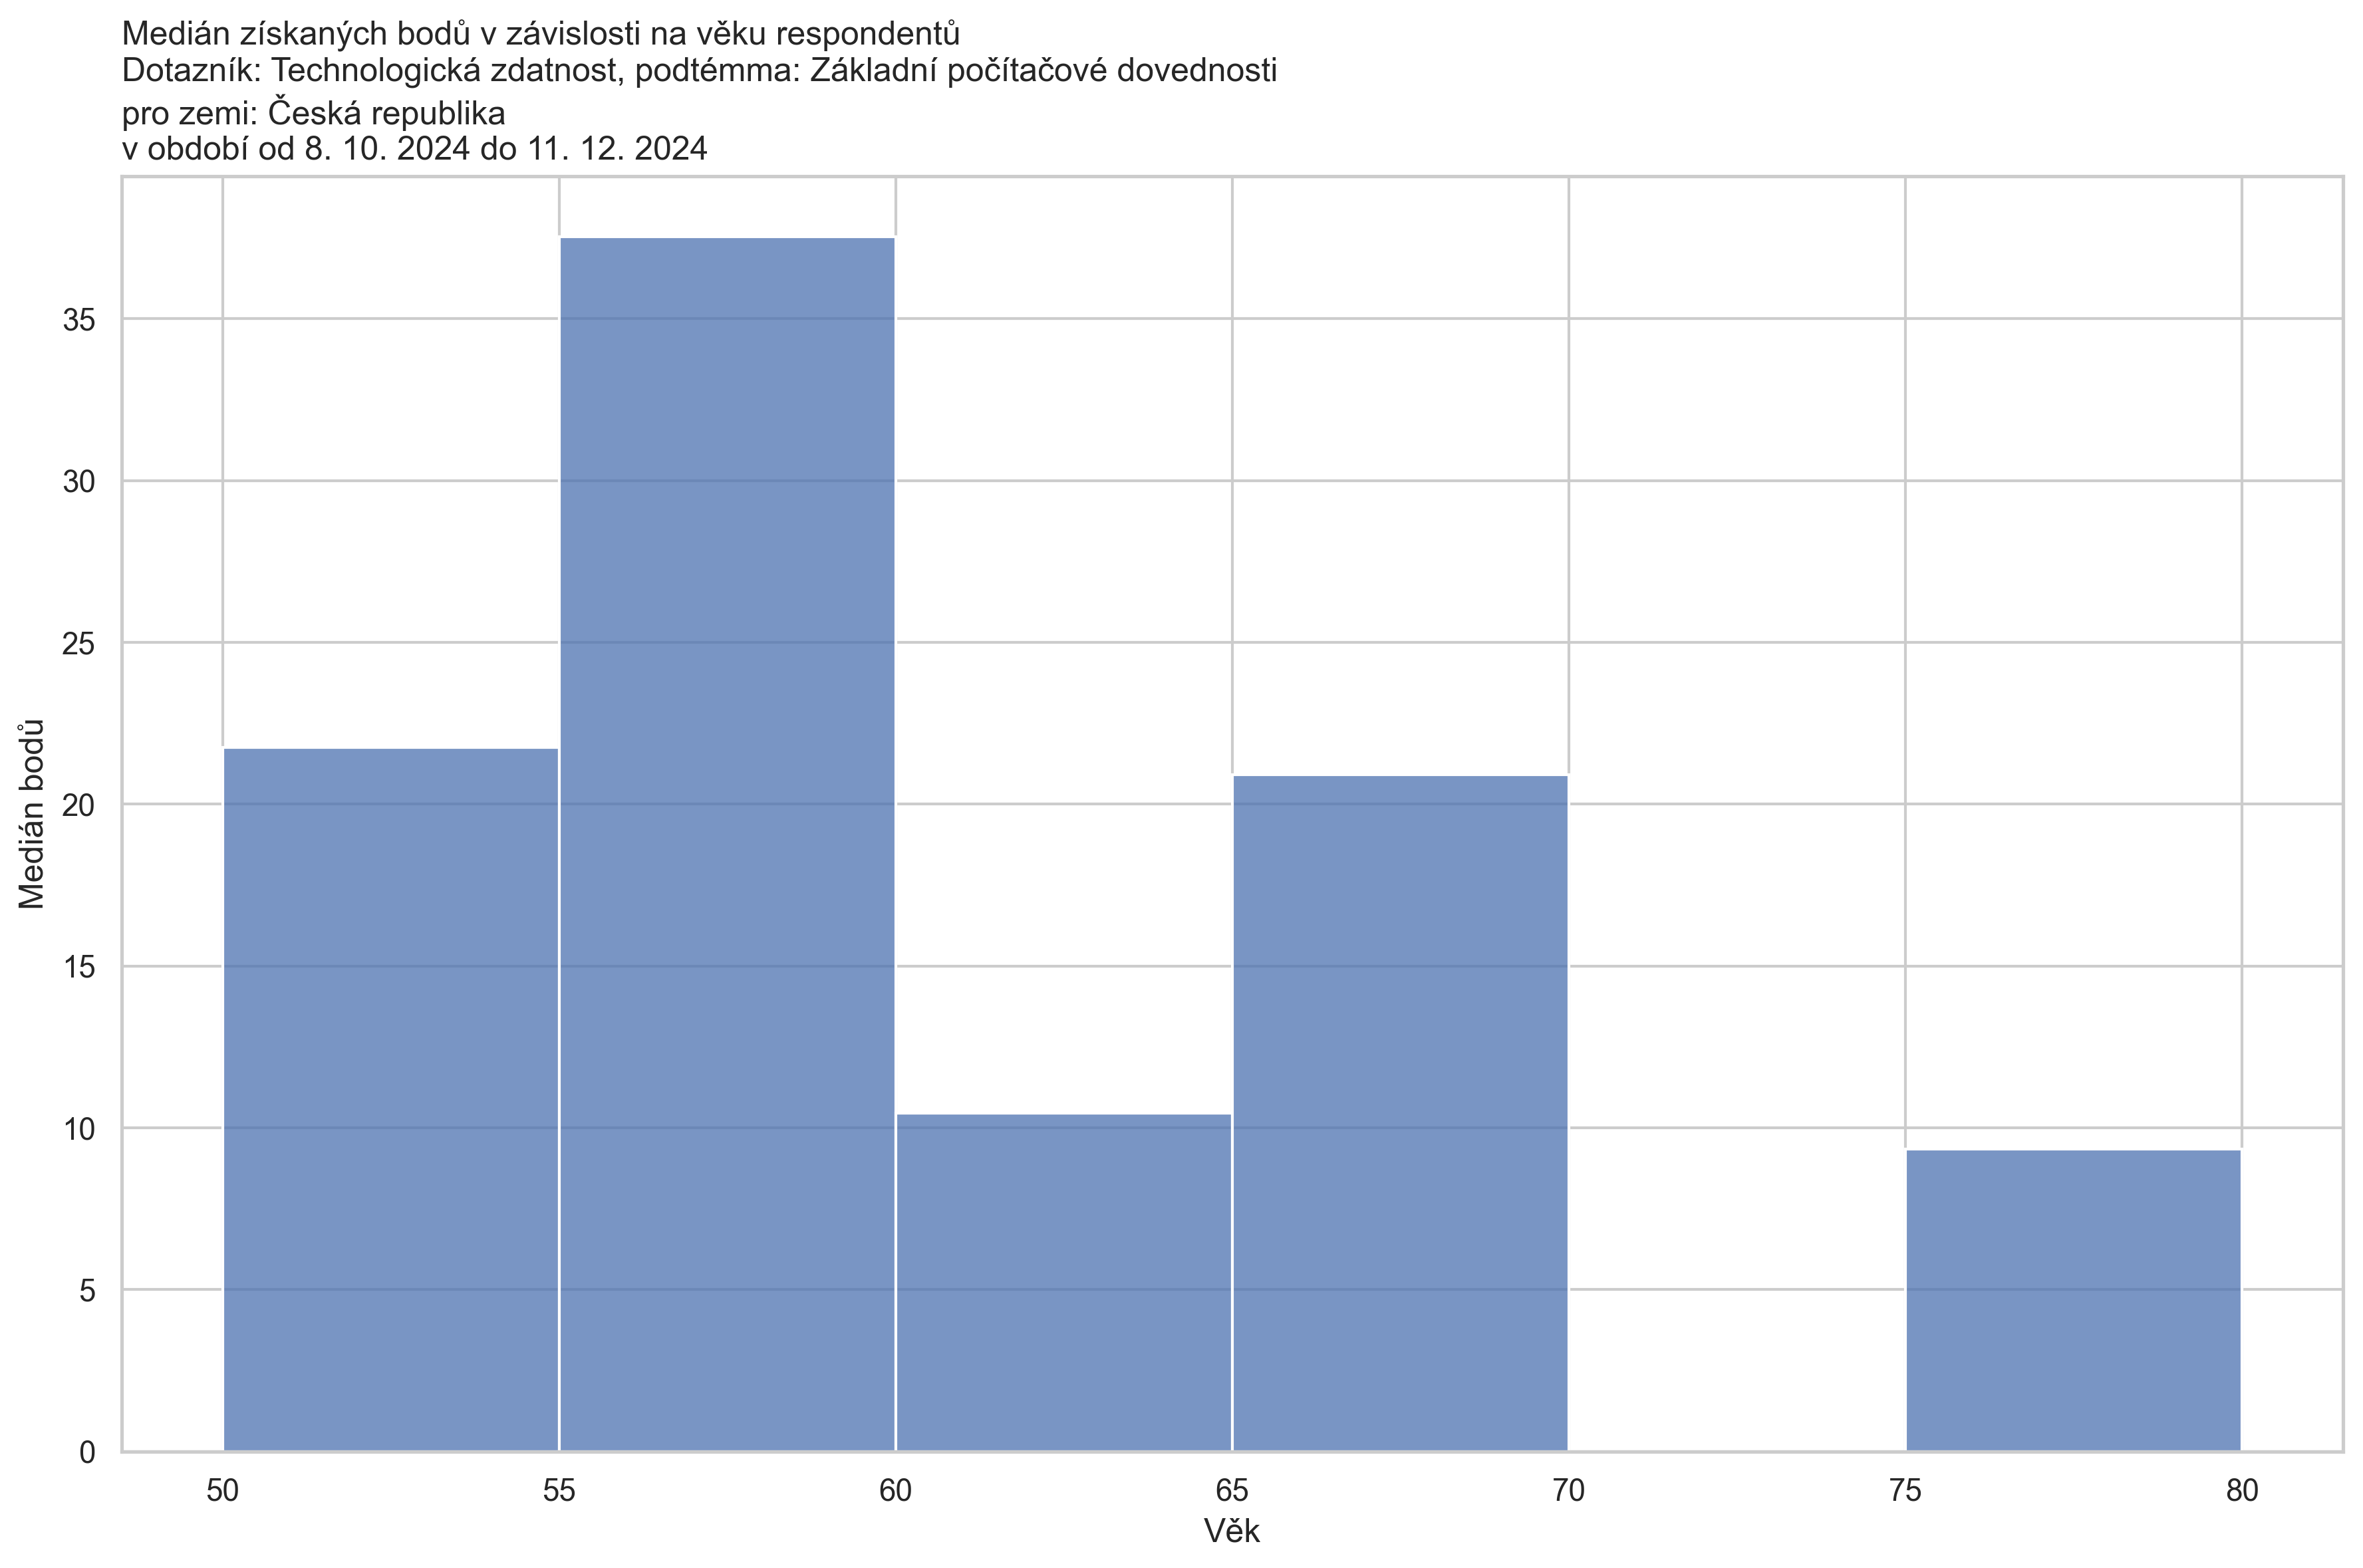 Medián získaných bodů v závislosti na věku respondentů
Dotazník: Technologická zdatnost, podtémma: Základní počítačové dovednosti
pro zemi: Česká republika
v období od 8. 10. 2024 do 11. 12. 2024
Medián bodů
35
30
25
20
15
10
5
0
50 55 60 65 70 75 80
Věk